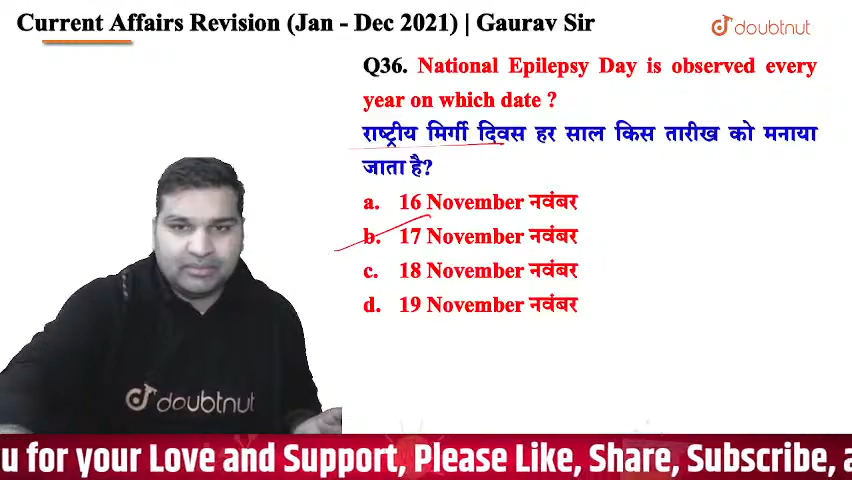 Current Affairs Revision (Jan - Dec 2021) | Gaurav Sir
doubtnut
Q36. National Epilepsy Day is observed every
year on which date ?
राष्ट्रीय मिर्गी दिवस हर साल किस तारीख को मनाया
जाता है?
a. 16 November नवंबर
b. 17 November नवंबर
c. 18 November नवंबर
d. 19 November नवंबर
doubtnut
u for your Love and Support, Please Like, Share, Subscribe, a